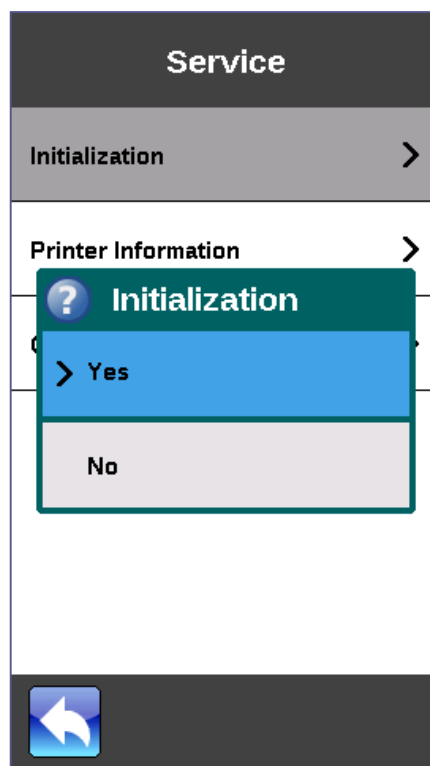 Service
Initialization
Printer Information
Initialization
Yes
No